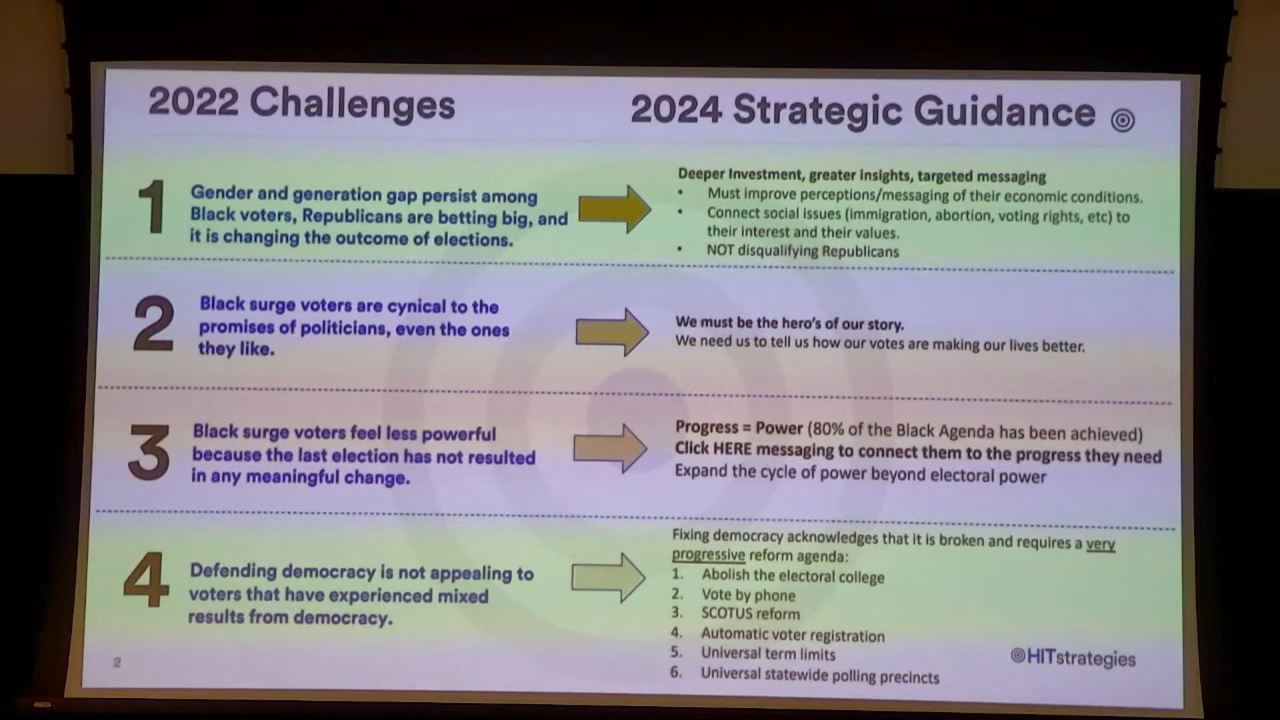 2022 Challenges
2024 Strategic Guidance
1
Gender and generation gap persist among
Black voters, Republicans are betting big, and
it is changing the outcome of elections.
Deeper Investment, greater insights, targeted messaging
• Must improve perceptions/messaging of their economic conditions.
• Connect social issues (immigration, abortion, voting rights, etc) to
their interest and their values.
• NOT disqualifying Republicans
2
Black surge voters are cynical to the
promises of politicians, even the ones
they like.
We must be the hero's of our story.
We need us to tell us how our votes are making our lives better.
3
Black surge voters feel less powerful
because the last election has not resulted
in any meaningful change.
Progress = Power (80% of the Black Agenda has been achieved)
Click HERE messaging to connect them to the progress they need
Expand the cycle of power beyond electoral power
4
Defending democracy is not appealing to
voters that have experienced mixed
results from democracy.
Fixing democracy acknowledges that it is broken and requires a very
progressive reform agenda:
1. Abolish the electoral college
2. Vote by phone
3. SCOTUS reform
4. Automatic voter registration
5. Universal term limits
6. Universal statewide polling precincts
2
HITstrategies